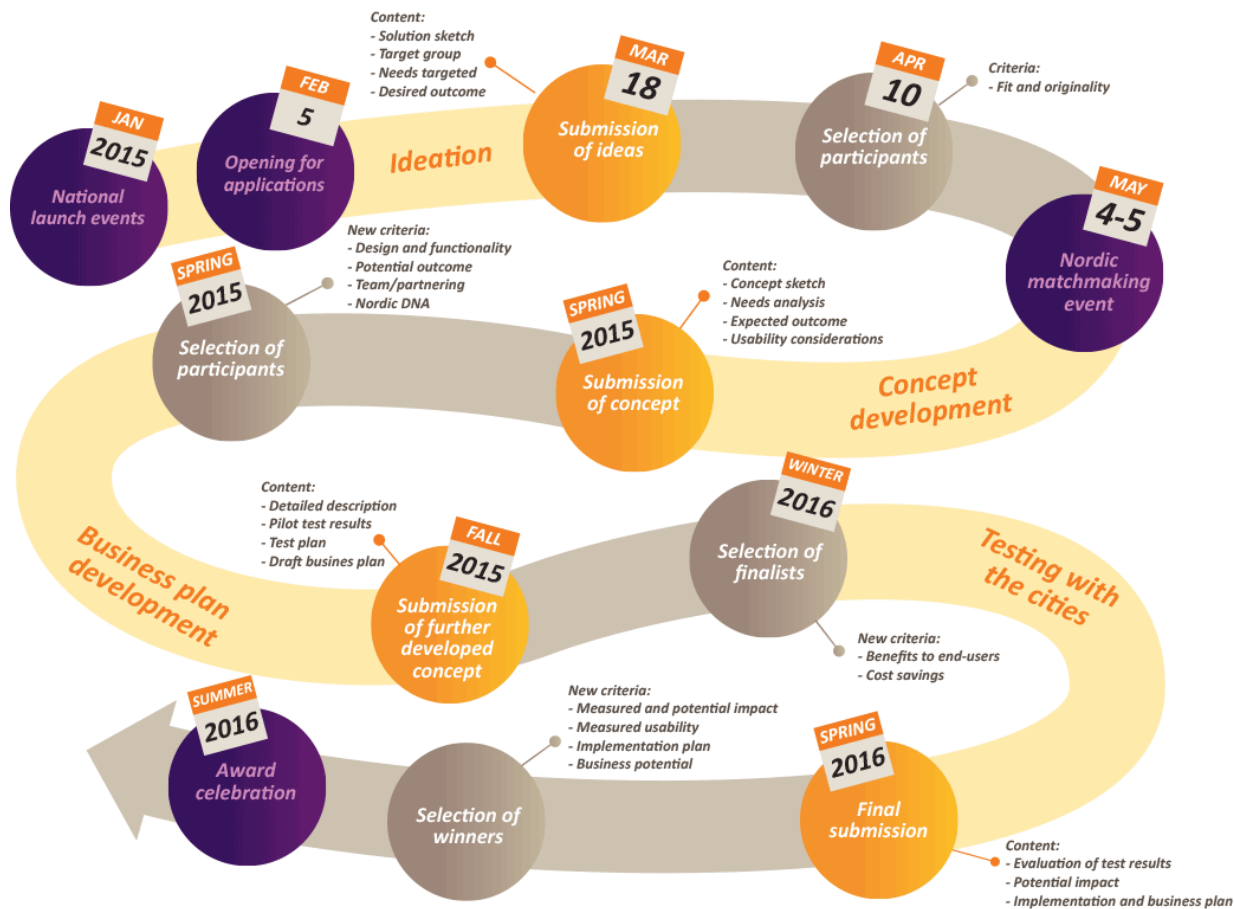 JAN
2015
National
launch events
FEB
5
Opening for
applications
Ideation
Content:
- Solution sketch
- Target group
- Needs targeted
- Desired outcome
MAR
18
Submission
of ideas
APR
10
Selection of
participants
Criteria:
- Fit and originality
MAY
4-5
Nordic
matchmaking
event
Concept
development
Content:
- Concept sketch
- Needs analysis
- Expected outcome
- Usability considerations
SPRING
2015
Submission
of concept
New criteria:
- Design and functionality
- Potential outcome
- Team/partnering
- Nordic DNA
SPRING
2015
Selection of
participants
Business plan
development
Content:
- Detailed description
- Pilot test results
- Test plan
- Draft busines plan
FALL
2015
Submission
of further
developed
concept
WINTER
2016
Selection of
finalists
New criteria:
- Benefits to end-users
- Cost savings
Testing with
the cities
SPRING
2016
Final
submission
Content:
- Evaluation of test results
- Potential impact
- Implementation and business plan
New criteria:
- Measured and potential impact
- Measured usability
- Implementation plan
- Business potential
Selection of
winners
SUMMER
2016
Award
celebration